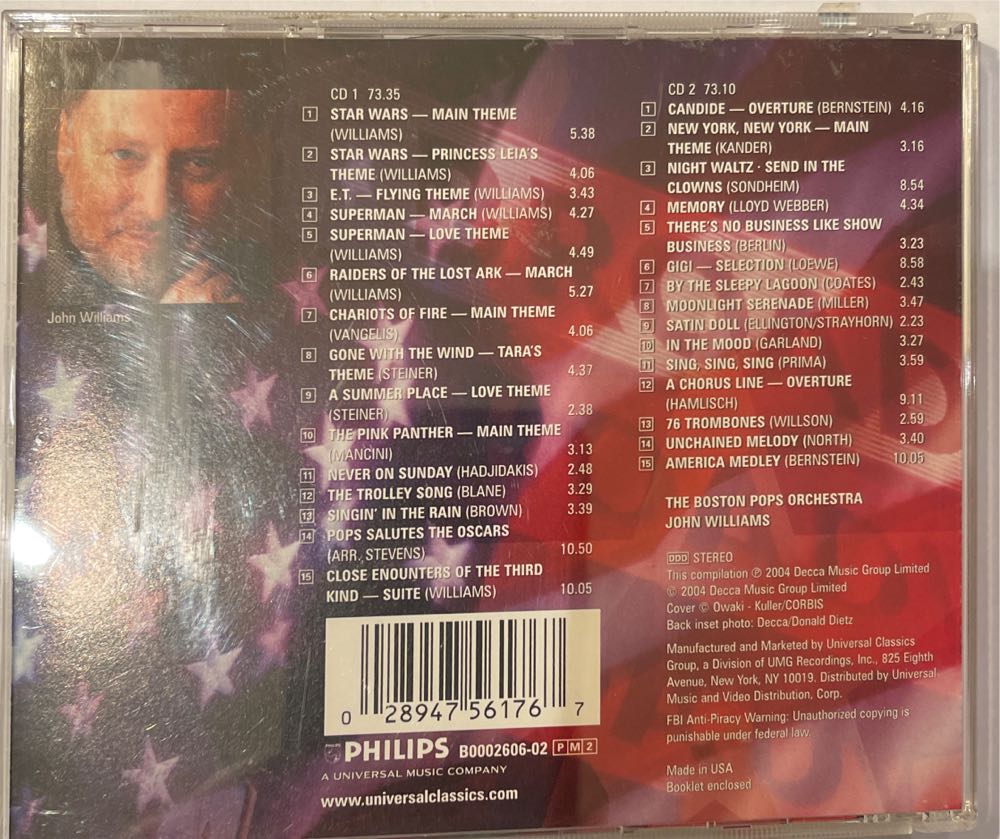 John Williams
CD 1 73.35
1 STAR WARS — MAIN THEME
(WILLIAMS) 5.38
2 STAR WARS — PRINCESS LEIA'S
THEME (WILLIAMS) 4.06
3 E.T. — FLYING THEME (WILLIAMS) 3.43
4 SUPERMAN — MARCH (WILLIAMS) 4.27
5 SUPERMAN — LOVE THEME
(WILLIAMS) 4.49
6 RAIDERS OF THE LOST ARK — MARCH
(WILLIAMS) 5.27
7 CHARIOTS OF FIRE — MAIN THEME
(VANGELIS) 4.06
8 GONE WITH THE WIND — TARA'S
THEME (STEINER) 4.37
9 A SUMMER PLACE — LOVE THEME
(STEINER) 2.38
10 THE PINK PANTHER — MAIN THEME
(MANCINI) 3.13
11 NEVER ON SUNDAY (HADJIDAKIS) 2.48
12 THE TROLLEY SONG (BLANE) 3.29
13 SINGIN' IN THE RAIN (BROWN) 3.39
14 POPS SALUTES THE OSCARS
(ARR. STEVENS) 10.50
15 CLOSE ENOUNTERS OF THE THIRD
KIND — SUITE (WILLIAMS) 10.05
0 28947 56176 7
PHILIPS B0002606-02 P M 2
A UNIVERSAL MUSIC COMPANY
www.universalclassics.com
CD 2 73.10
1 CANDIDE — OVERTURE (BERNSTEIN) 4.16
2 NEW YORK, NEW YORK — MAIN
THEME (KANDER) 3.16
3 NIGHT WALTZ · SEND IN THE
CLOWNS (SONDHEIM) 8.54
4 MEMORY (LLOYD WEBBER) 4.34
5 THERE'S NO BUSINESS LIKE SHOW
BUSINESS (BERLIN) 3.23
6 GIGI — SELECTION (LOEWE) 8.58
7 BY THE SLEEPY LAGOON (COATES) 2.43
8 MOONLIGHT SERENADE (MILLER) 3.47
9 SATIN DOLL (ELLINGTON/STRAYHORN) 2.23
10 IN THE MOOD (GARLAND) 3.27
11 SING, SING, SING (PRIMA) 3.59
12 A CHORUS LINE — OVERTURE
(HAMLISCH) 9.11
13 76 TROMBONES (WILLSON) 2.59
14 UNCHAINED MELODY (NORTH) 3.40
15 AMERICA MEDLEY (BERNSTEIN) 10.05
THE BOSTON POPS ORCHESTRA
JOHN WILLIAMS
DDD STEREO
This compilation ℗ 2004 Decca Music Group Limited
© 2004 Decca Music Group Limited
Cover © Owaki - Kuller/CORBIS
Back inset photo: Decca/Donald Dietz
Manufactured and Marketed by Universal Classics
Group, a Division of UMG Recordings, Inc., 825 Eighth
Avenue, New York, NY 10019. Distributed by Universal
Music and Video Distribution, Corp.
FBI Anti-Piracy Warning: Unauthorized copying is
punishable under federal law.
Made in USA
Booklet enclosed